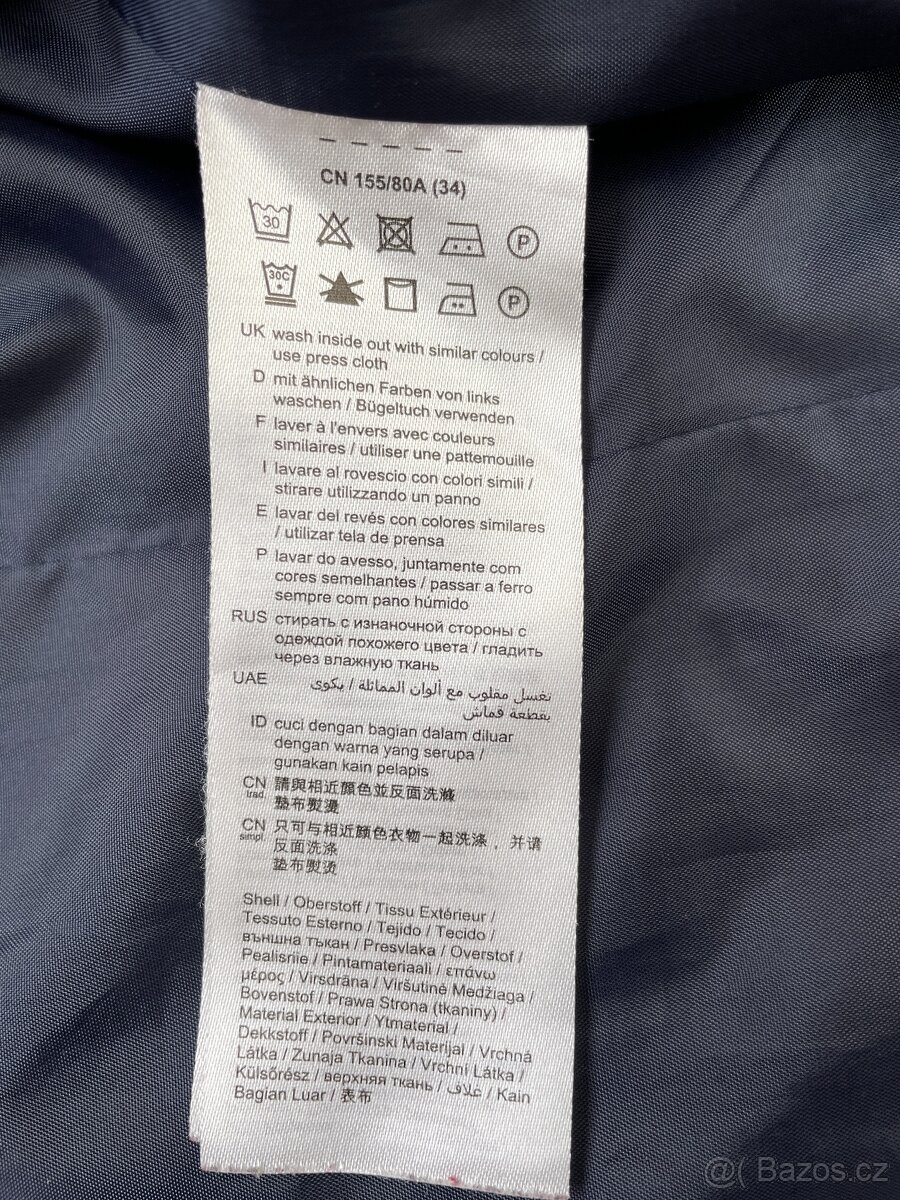 CN 155/80A (34)
30
P
30C
P
UK wash inside out with similar colours /
use press cloth
D mit ähnlichen Farben von links
waschen / Bügeltuch verwenden
F laver à l'envers avec couleurs
similaires / utiliser une pattemouille
I lavare al rovescio con colori simili /
stirare utilizzando un panno
E lavar del revés con colores similares
/ utilizar tela de prensa
P lavar do avesso, juntamente com
cores semelhantes / passar a ferro
sempre com pano húmido
RUS стирать с изнаночной стороны с
одеждой похожего цвета / гладить
через влажную ткань
UAE تغسل مقلوب مع ألوان المماثلة / بكوى
بقطعة قماش
ID cuci dengan bagian dalam diluar
dengan warna yang serupa /
gunakan kain pelapis
CN trad. 請與相近顏色並反面洗滌
墊布熨燙
CN simpl. 只可与相近颜色衣物一起洗涤，并请
反面洗涤
垫布熨烫
Shell / Oberstoff / Tissu Extérieur /
Tessuto Esterno / Tejido / Tecido /
външна тъкан / Presvlaka / Overstof /
Pealisriie / Pintamateriaali / επάνω
μέρος / Virsdrāna / Viršutinė Medžiaga /
Bovenstof / Prawa Strona (tkaniny) /
Material Exterior / Ytmaterial /
Dekkstoff / Površinski Materijal / Vrchná
Látka / Zunaja Tkanina / Vrchní Látka /
Külsőrész / верхняя ткань / غلاف / Kain
Bagian Luar / 表布
@( Bazos.cz